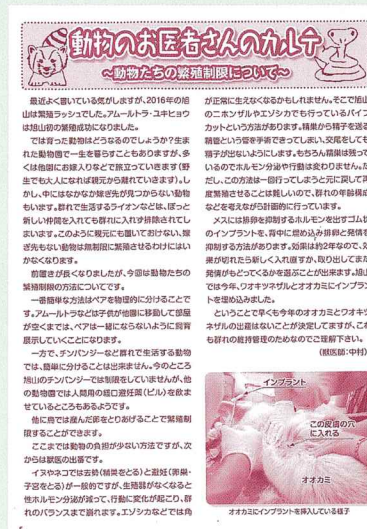 動物のお医者さんのカルテ
～動物たちの繁殖制限について～
最近よく書いている気がしますが、2016年の旭
山は繁殖ラッシュでした。アムールトラ・ユキヒョウ
は旭山初の繁殖成功になりました。
では育った動物はどうなるのでしょうか？生ま
れた動物園で一生を暮らすこともありますが、多
くは他園にお嫁入りなどで旅立っていきます（野
生でも大人になれば親元から離れていきます）。し
かし、中にはなかなか嫁ぎ先が見つからない動物
もいます。群れで生活するライオンなどは、ぽっと
新しい仲間を入れても群れに入れず排除されてし
まいます。このように親元にも置いておけない、嫁
ぎ先もない動物は無制限に繁殖させるわけにはい
かなくなります。
前置きが長くなりましたが、今回は動物たちの
繁殖制限の方法についてです。
一番簡単な方法はペアを物理的に分けることで
す。アムールトラなどは子供が他園に移動して部屋
が空くまでは、ペアは一緒にならないように飼育
展示していくことになります。
一方で、チンパンジーなど群れで生活する動物
では、簡単に分けることは出来ません。今のところ
旭山のチンパンジーでは制限をしていませんが、他
の動物園では人間用の経口避妊薬（ピル）を飲ま
せているところもあるようです。
他に鳥では産んだ卵をとりあげることで繁殖制
限することができます。
ここまでは動物の負担が少ない方法ですが、次
からは獣医の出番です。
イヌやネコでは去勢（精巣をとる）と避妊（卵巣・
子宮をとる）が一般的ですが、生殖器がなくなると
性ホルモン分泌が減って、行動に変化が起こり、群
れのバランスまで崩れます。エゾシカなどでは角
が正常に生えなくなるかもしれません。そこで旭山
のニホンザルやエゾシカでも行っているパイプ
カットという方法があります。精巣から精子を送る
精管という管を手術できってしまい、交尾をしても
精子が出ないようにします。もちろん精巣は残って
いるのでホルモン分泌や行動は変わりません。た
だし、この方法は一回行ってしまうと元に戻して再
度繁殖させることは難しいので、群れの年齢構成
などを考えながら計画的に行っています。
メスには排卵を抑制するホルモンを出すゴム状
のインプラントを、背中に埋め込み排卵と発情を
抑制する方法があります。効果は約2年なので、効
果が切れたら新しく入れ直すか、取り出してまた
発情がもどってくるかを選ぶことが出来ます。旭山
では今年、ワオキツネザルとオオカミにインプラン
トを埋め込みました。
ということで早くも今年のオオカミとワオキツ
ネザルの出産はないことが決定してますが、これ
も群れの維持管理のためなのでご理解下さい。
（獣医師：中村）
インプラント
この皮膚の穴
に入れる
オオカミ
オオカミにインプラントを挿入している様子